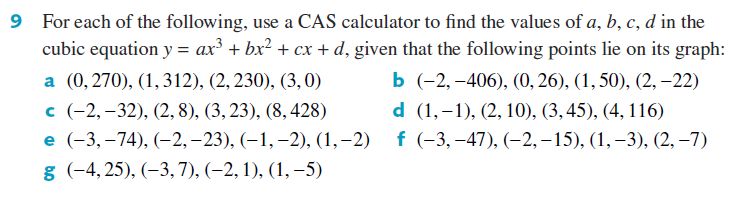 9 For each of the following, use a CAS calculator to find the values of a, b, c, d in the
cubic equation y = ax³ + bx² + cx + d, given that the following points lie on its graph:
a (0, 270), (1, 312), (2, 230), (3, 0) b (−2, −406), (0, 26), (1, 50), (2, −22)
c (−2, −32), (2, 8), (3, 23), (8, 428) d (1, −1), (2, 10), (3, 45), (4, 116)
e (−3, −74), (−2, −23), (−1, −2), (1, −2) f (−3, −47), (−2, −15), (1, −3), (2, −7)
g (−4, 25), (−3, 7), (−2, 1), (1, −5)